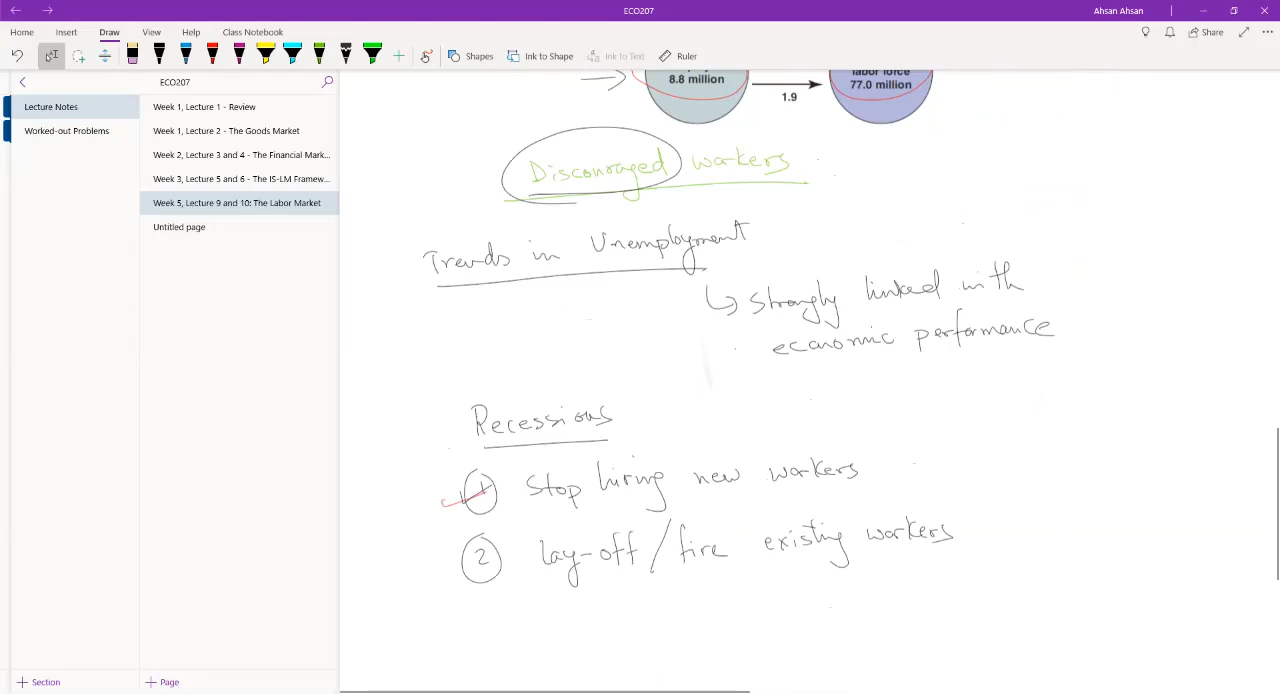 ECO207
Ahsan Ahsan
Home Insert Draw View Help Class Notebook
Share
Shapes Ink to Shape Ink to Text Ruler
ECO207
Lecture Notes
Worked-out Problems
Week 1, Lecture 1 - Review
Week 1, Lecture 2 - The Goods Market
Week 2, Lecture 3 and 4 - The Financial Mark...
Week 3, Lecture 5 and 6 - The IS-LM Framew...
Week 5, Lecture 9 and 10: The Labor Market
Untitled page
8.8 million
1.9
labor force
77.0 million
Discouraged workers
Trends in Unemployment
↳ strongly linked with
economic performance
Recessions
1 stop hiring new workers
2 lay-off / fire existing workers
+ Section
+ Page